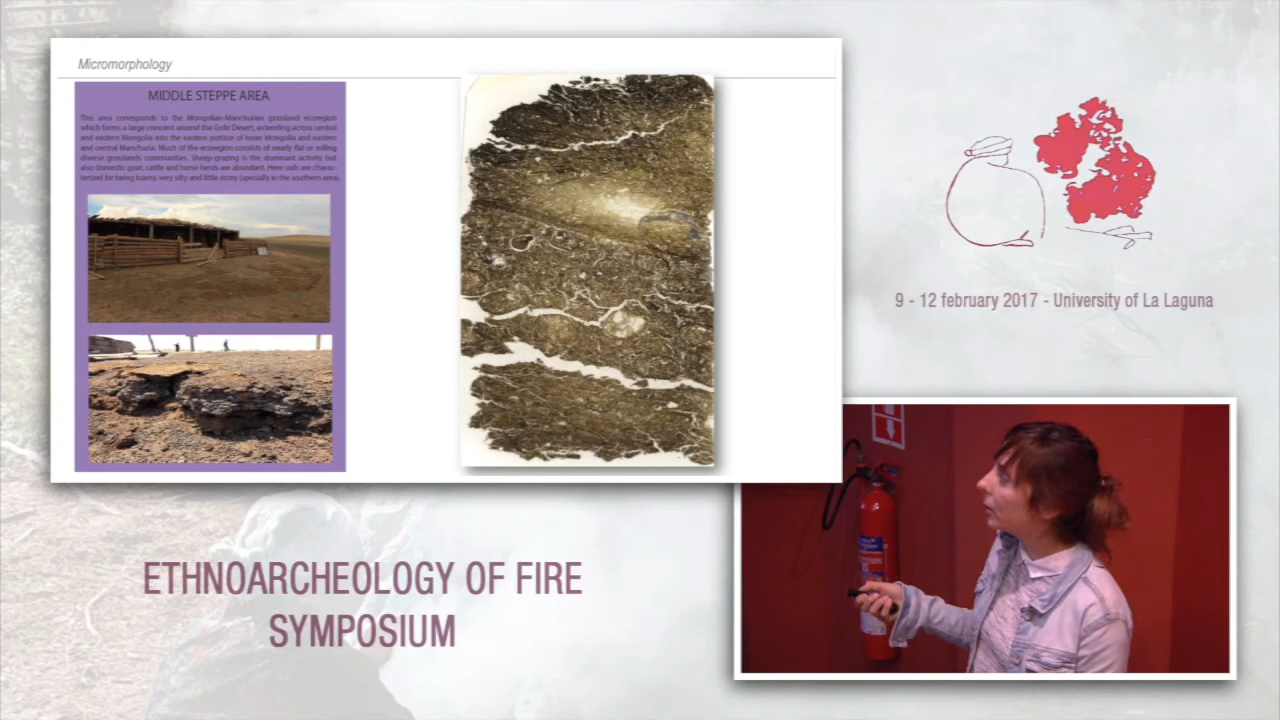 Micromorphology
MIDDLE STEPPE AREA
This area corresponds to the Mongolian-Manchurian grassland ecoregion
which forms a large crescent around the Gobi Desert, extending across central
and eastern Mongolia into the eastern portion of Inner Mongolia and eastern
and central Manchuria. Much of the ecoregion consists of nearly flat or rolling
diverse grasslands communities. Sheep-grazing is the dominant activity but
also domestic goat, cattle and horse herds are abundant. Here soils are charac-
terized for being loamy, very silty and little stony (specially in the southern area).
9 - 12 february 2017 - University of La Laguna
ETHNOARCHEOLOGY OF FIRE
SYMPOSIUM